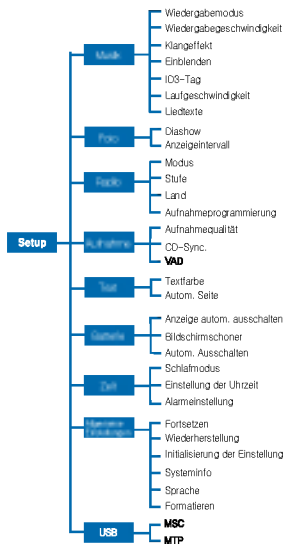 Setup
Musik
Wiedergabemodus
Wiedergabegeschwindigkeit
Klangeffekt
Einblenden
ID3-Tag
Laufgeschwindigkeit
Liedtexte
Foto
Diashow
Anzeigeintervall
Radio
Modus
Stufe
Land
Aufnahmeprogrammierung
Aufnahme
Aufnahmequalität
CD-Sync.
VAD
Text
Textfarbe
Autom. Seite
Batterie
Anzeige autom. ausschalten
Bildschirmschoner
Autom. Ausschalten
Zeit
Schlafmodus
Einstellung der Uhrzeit
Alarmeinstellung
Fortsetzen
Wiederherstellung
Initialisierung der Einstellung
Systeminfo
Sprache
Formatieren
USB
MSC
MTP